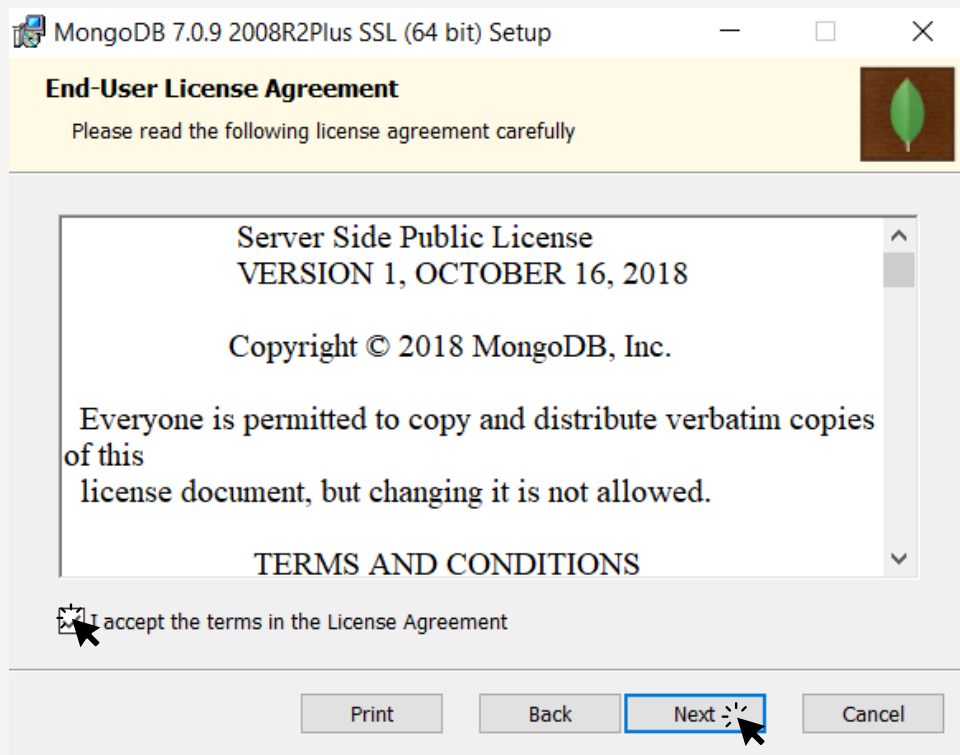 MongoDB 7.0.9 2008R2Plus SSL (64 bit) Setup
End-User License Agreement
Please read the following license agreement carefully
Server Side Public License
VERSION 1, OCTOBER 16, 2018
Copyright © 2018 MongoDB, Inc.
Everyone is permitted to copy and distribute verbatim copies
of this
license document, but changing it is not allowed.
TERMS AND CONDITIONS
I accept the terms in the License Agreement
Print Back Next Cancel